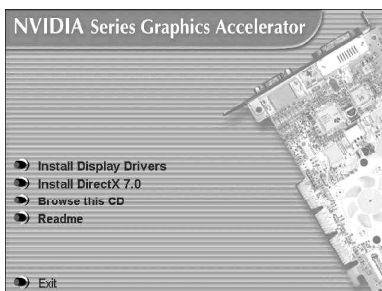 NVIDIA Series Graphics Accelerator
Install Display Drivers
Install DirectX 7.0
Browse this CD
Readme
Exit